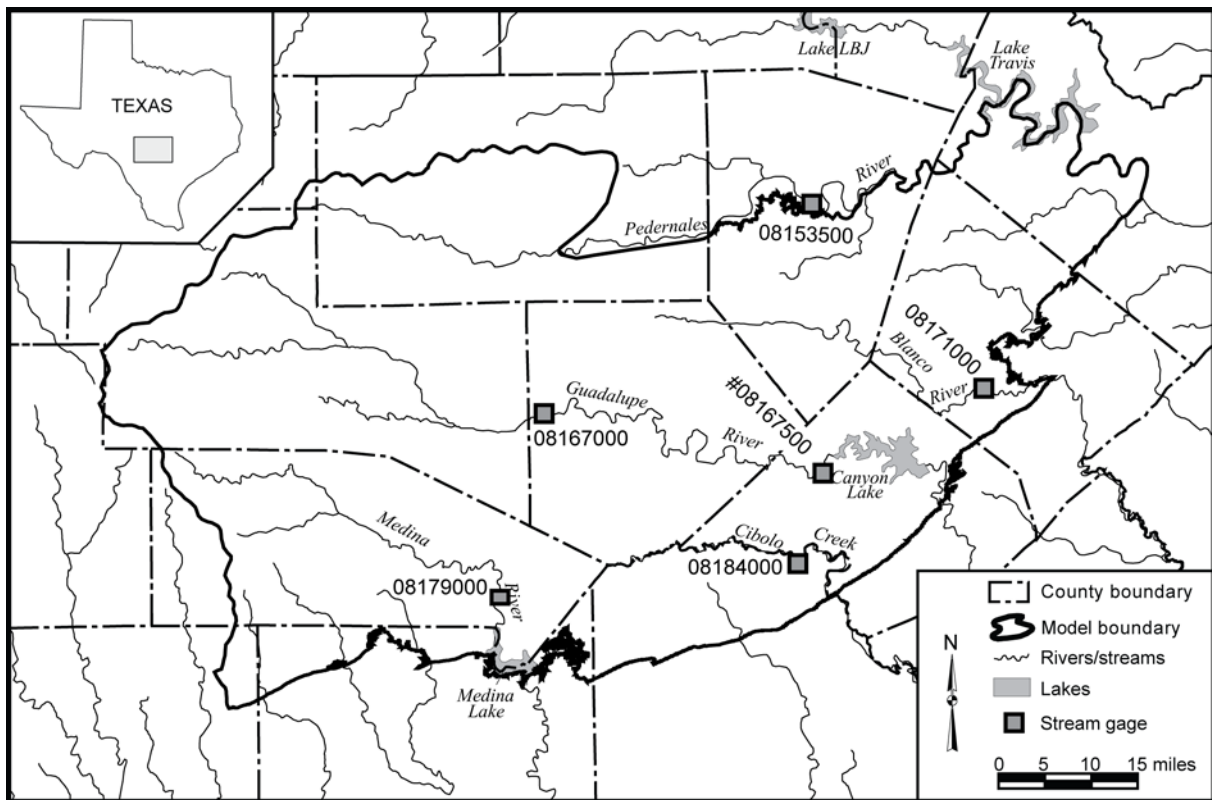 TEXAS
Lake LBJ
Lake
Travis
River
Pedernales
08153500
08171000
Blanco
River
#08167500
Guadalupe
08167000
River
Canyon
Lake
Medina
Cibolo
Creek
08184000
08179000
River
Medina
Lake
County boundary
Model boundary
Rivers/streams
Lakes
Stream gage
N
0 5 10 15 miles